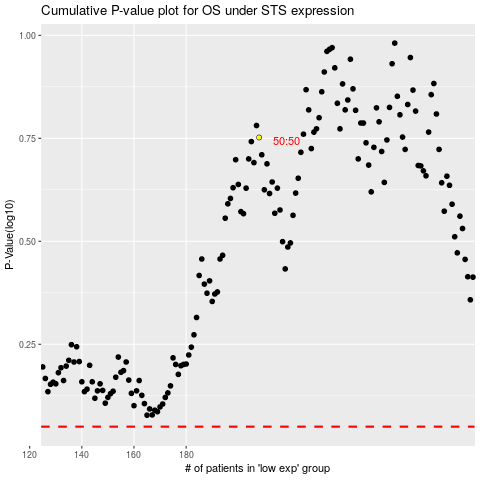 Cumulative P-value plot for OS under STS expression
1.00
50:50
0.75
0.50
0.25
P-Value(log10)
120 140 160 180
# of patients in 'low exp' group